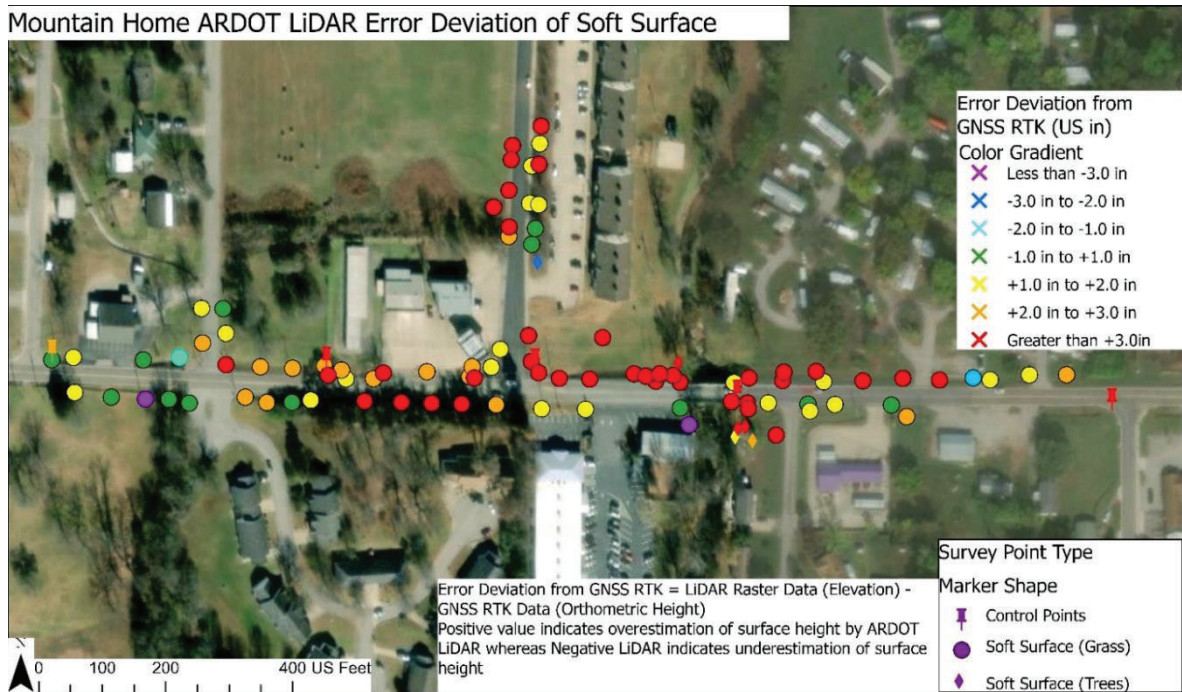 Mountain Home ARDOT LiDAR Error Deviation of Soft Surface
Error Deviation from
GNSS RTK (US in)
Color Gradient
Less than -3.0 in
-3.0 in to -2.0 in
-2.0 in to -1.0 in
-1.0 in to +1.0 in
+1.0 in to +2.0 in
+2.0 in to +3.0 in
Greater than +3.0in
Error Deviation from GNSS RTK = LiDAR Raster Data (Elevation) -
GNSS RTK Data (Orthometric Height)
Positive value indicates overestimation of surface height by ARDOT
LiDAR whereas Negative LiDAR indicates underestimation of surface
height
Survey Point Type
Marker Shape
Control Points
Soft Surface (Grass)
Soft Surface (Trees)
N
0 100 200 400 US Feet